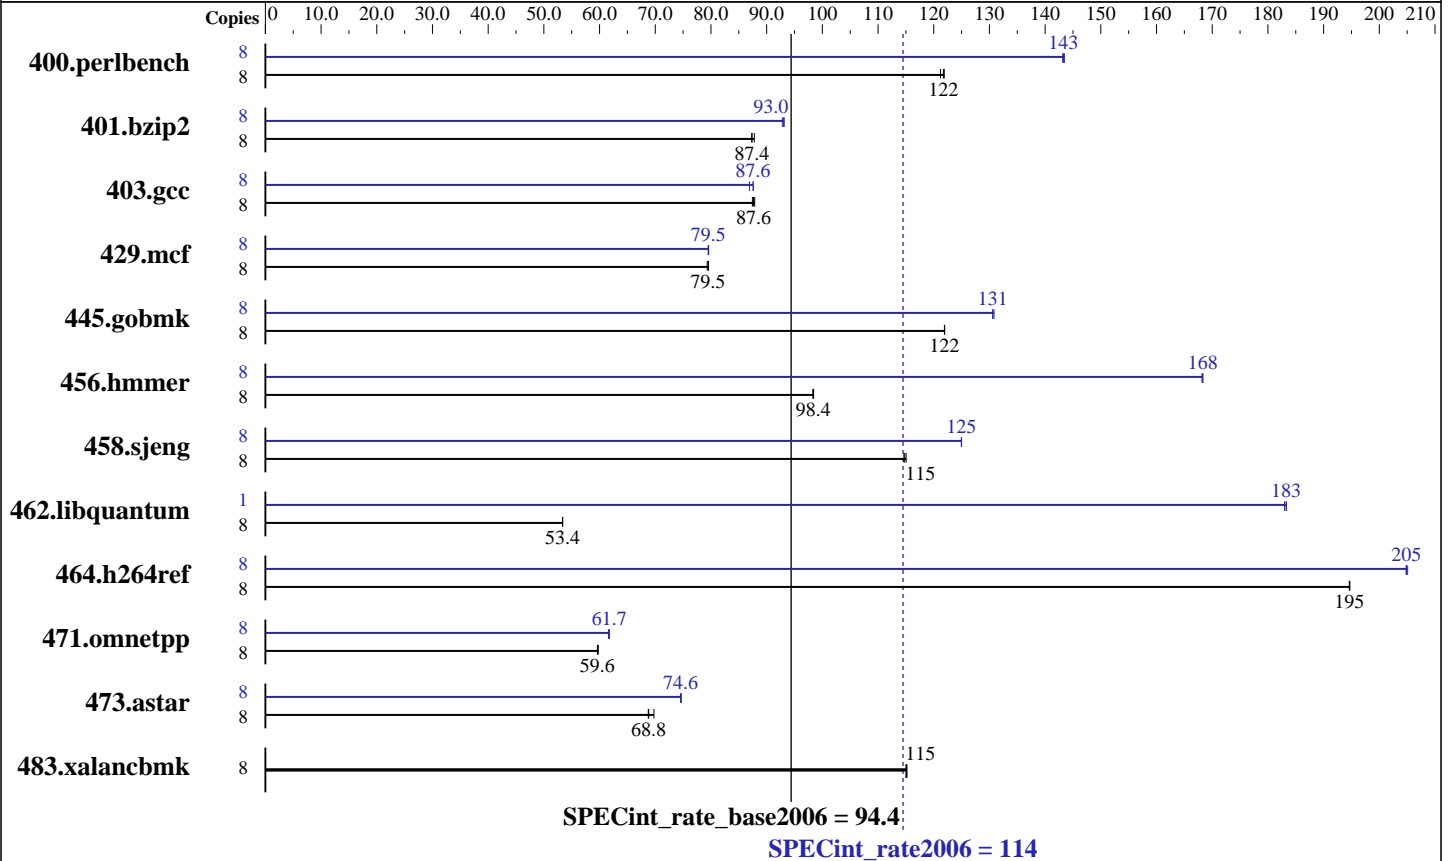 Copies 0 10.0 20.0 30.0 40.0 50.0 60.0 70.0 80.0 90.0 100 110 120 130 140 150 160 170 180 190 200 210
400.perlbench 8 143
8 122
401.bzip2 8 93.0
8 87.4
403.gcc 8 87.6
8 87.6
429.mcf 8 79.5
8 79.5
445.gobmk 8 131
8 122
456.hmmer 8 168
8 98.4
458.sjeng 8 125
8 115
462.libquantum 1 183
8 53.4
464.h264ref 8 205
8 195
471.omnetpp 8 61.7
8 59.6
473.astar 8 74.6
8 68.8
483.xalancbmk 8 115
SPECint_rate_base2006 = 94.4
SPECint_rate2006 = 114